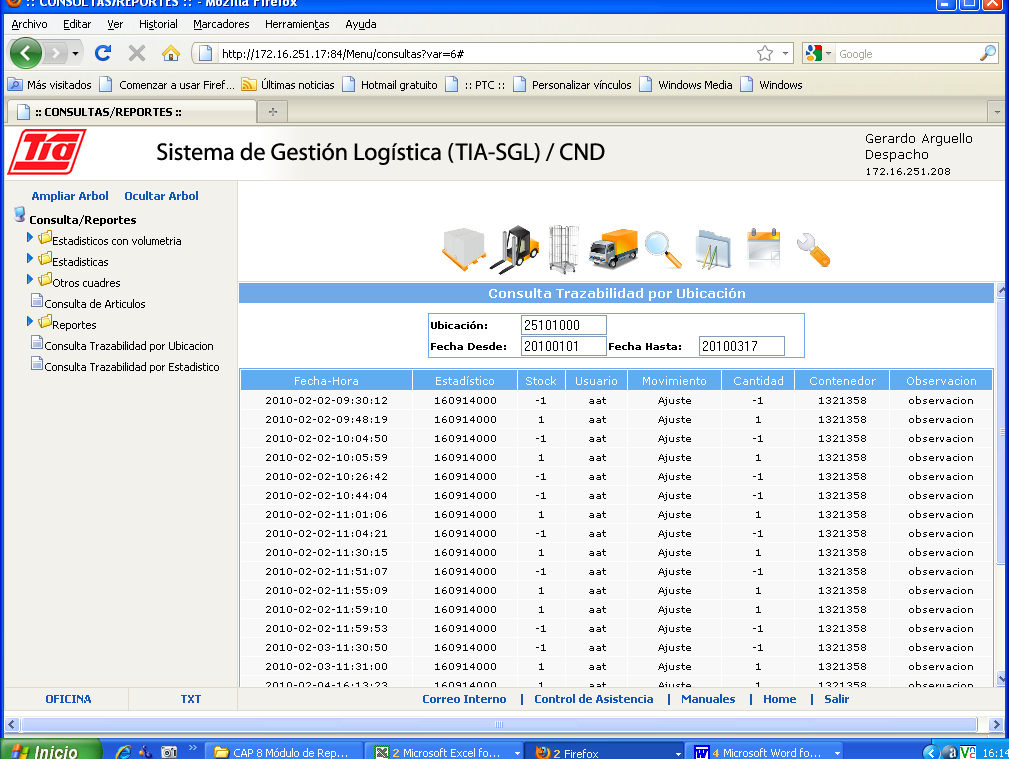 :: CONSULTAS/REPORTES :: - Mozilla Firefox
Archivo Editar Ver Historial Marcadores Herramientas Ayuda
http://172.16.251.17:84/Menu/consultas?var=6# Google
Más visitados Comenzar a usar Firef... Últimas noticias Hotmail gratuito :: PTC :: Personalizar vínculos Windows Media Windows
:: CONSULTAS/REPORTES ::
Tía Sistema de Gestión Logística (TIA-SGL) / CND
Gerardo Arguello
Despacho
172.16.251.208
Ampliar Arbol Ocultar Arbol
Consulta/Reportes
Estadisticos con volumetria
Estadisticas
Otros cuadres
Consulta de Articulos
Reportes
Consulta Trazabilidad por Ubicacion
Consulta Trazabilidad por Estadistico
Consulta Trazabilidad por Ubicación
Ubicación: 25101000
Fecha Desde: 20100101 Fecha Hasta: 20100317
Fecha-Hora Estadístico Stock Usuario Movimiento Cantidad Contenedor Observacion
2010-02-02-09:30:12 160914000 -1 aat Ajuste -1 1321358 observacion
2010-02-02-09:48:19 160914000 1 aat Ajuste 1 1321358 observacion
2010-02-02-10:04:50 160914000 -1 aat Ajuste -1 1321358 observacion
2010-02-02-10:05:59 160914000 1 aat Ajuste 1 1321358 observacion
2010-02-02-10:26:42 160914000 -1 aat Ajuste -1 1321358 observacion
2010-02-02-10:44:04 160914000 -1 aat Ajuste -1 1321358 observacion
2010-02-02-11:01:06 160914000 1 aat Ajuste 1 1321358 observacion
2010-02-02-11:04:21 160914000 -1 aat Ajuste -1 1321358 observacion
2010-02-02-11:30:15 160914000 1 aat Ajuste 1 1321358 observacion
2010-02-02-11:51:07 160914000 -1 aat Ajuste -1 1321358 observacion
2010-02-02-11:55:09 160914000 1 aat Ajuste 1 1321358 observacion
2010-02-02-11:59:10 160914000 1 aat Ajuste 1 1321358 observacion
2010-02-02-11:59:53 160914000 -1 aat Ajuste -1 1321358 observacion
2010-02-03-11:30:50 160914000 -1 aat Ajuste -1 1321358 observacion
2010-02-03-11:31:00 160914000 1 aat Ajuste 1 1321358 observacion
2010-02-04-16:13:23 160914000 -1 aat Ajuste -1 1321358 observacion
OFICINA TXT Correo Interno | Control de Asistencia | Manuales | Home | Salir
Inicio CAP 8 Módulo de Rep... 2 Microsoft Excel fo... 2 Firefox 4 Microsoft Word fo... 16:14